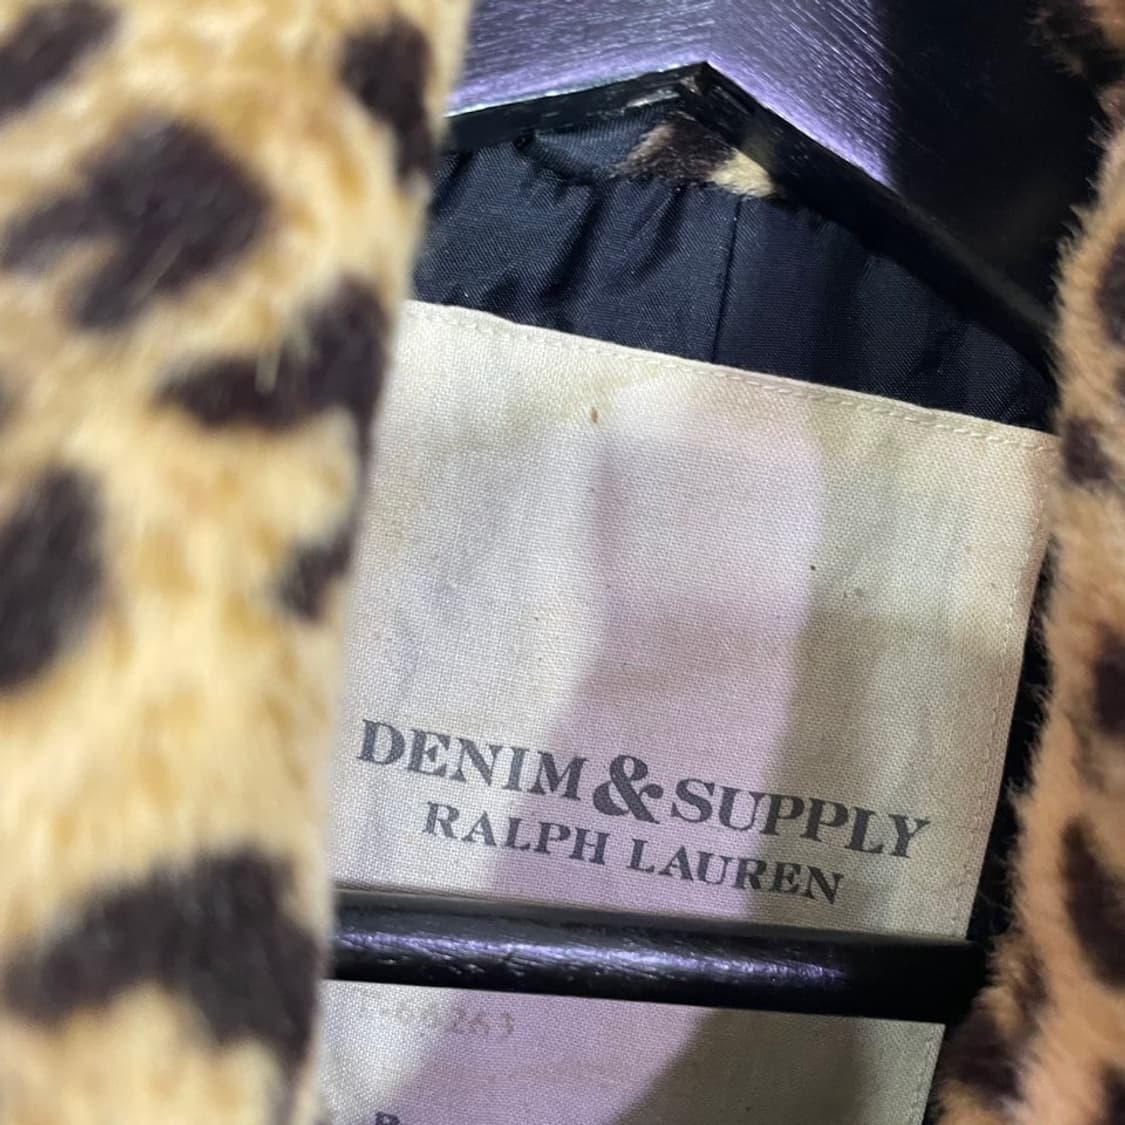 DENIM & SUPPLY
RALPH LAUREN